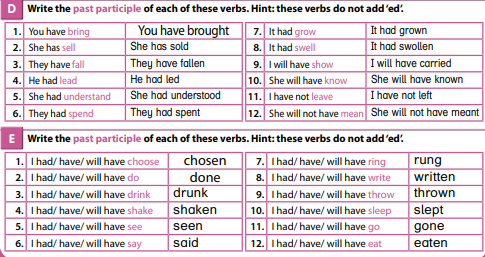 D Write the past participle of each of these verbs. Hint: these verbs do not add ‘ed’.
1. You have bring You have brought 7. It had grow It had grown
2. She has sell She has sold 8. It had swell It had swollen
3. They have fall They have fallen 9. I will have show I will have carried
4. He had lead He had led 10. She will have know She will have known
5. She had understand She had understood 11. I have not leave I have not left
6. They had spend They had spent 12. She will not have mean She will not have meant
E Write the past participle of each of these verbs. Hint: these verbs do not add ‘ed’.
1. I had/ have/ will have choose chosen 7. I had/ have/ will have ring rung
2. I had/ have/ will have do done 8. I had/ have/ will have write written
3. I had/ have/ will have drink drunk 9. I had/ have/ will have throw thrown
4. I had/ have/ will have shake shaken 10. I had/ have/ will have sleep slept
5. I had/ have/ will have see seen 11. I had/ have/ will have go gone
6. I had/ have/ will have say said 12. I had/ have/ will have eat eaten